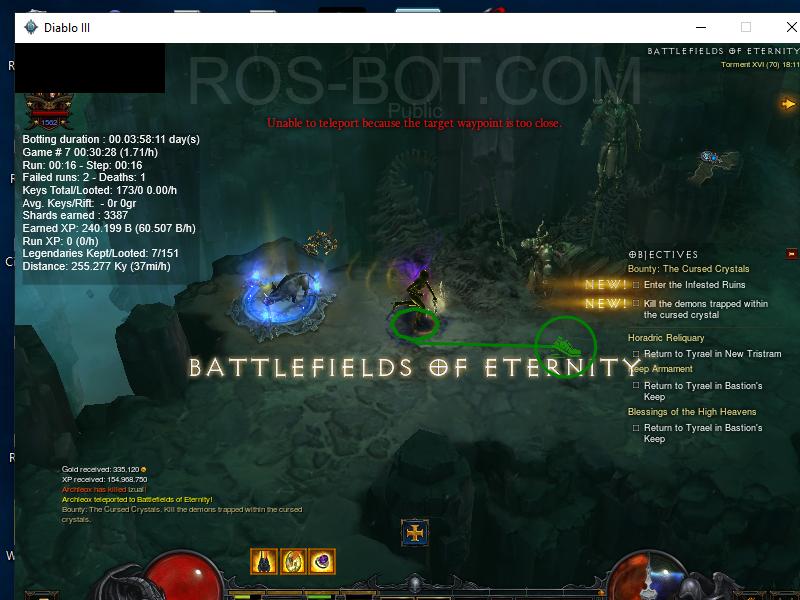 Diablo III
BATTLEFIELDS OF ETERNITY
Torment XVI (70) 18:11
ROS-BOT.COM
Public
Unable to teleport because the target waypoint is too close.
1562
Botting duration : 00.03:58:11 day(s)
Game # 7 00:30:28 (1.71/h)
Run: 00:16 - Step: 00:16
Failed runs: 2 - Deaths: 1
Keys Total/Looted: 173/0 0.00/h
Avg. Keys/Rift: - 0r 0gr
Shards earned : 3387
Earned XP: 240.199 B (60.507 B/h)
Run XP: 0 (0/h)
Legendaries Kept/Looted: 7/151
Distance: 255.277 Ky (37mi/h)
OBJECTIVES
Bounty: The Cursed Crystals
NEW! Enter the Infested Ruins
NEW! Kill the demons trapped within
the cursed crystal
Horadric Reliquary
Return to Tyrael in New Tristram
eep Armament
Return to Tyrael in Bastion's
Keep
Blessings of the High Heavens
Return to Tyrael in Bastion's
Keep
BATTLEFIELDS OF ETERNITY
Gold received: 335,120
XP received: 154,968,750
Archleox has killed Izual!
Archleox teleported to Battlefields of Eternity!
Bounty: The Cursed Crystals. Kill the demons trapped within the cursed
crystals.